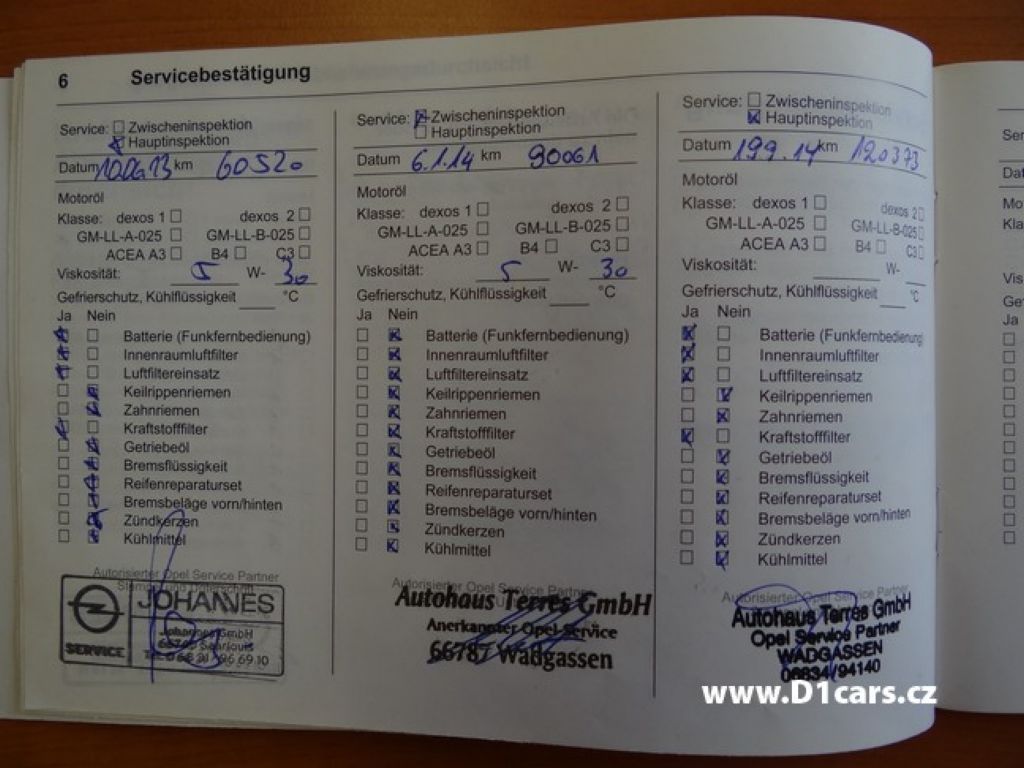 6 Servicebestätigung
Service: Zwischeninspektion
Hauptinspektion
Datum 10.06.13 km 60520
Motoröl
Klasse: dexos 1 dexos 2
GM-LL-A-025 GM-LL-B-025
ACEA A3 B4 C3
Viskosität: 5 W- 30
Gefrierschutz, Kühlflüssigkeit °C
Ja Nein
Batterie (Funkfernbedienung)
Innenraumluftfilter
Luftfiltereinsatz
Keilrippenriemen
Zahnriemen
Kraftstofffilter
Getriebeöl
Bremsflüssigkeit
Reifenreparaturset
Bremsbeläge vorn/hinten
Zündkerzen
Kühlmittel
Autorisierter Opel Service Partner
JOHANNES
Johannes GmbH
Saarlouis
SERVICE
Service: Zwischeninspektion
Hauptinspektion
Datum 6.1.14 km 90061
Motoröl
Klasse: dexos 1 dexos 2
GM-LL-A-025 GM-LL-B-025
ACEA A3 B4 C3
Viskosität: 5 W- 30
Gefrierschutz, Kühlflüssigkeit °C
Ja Nein
Batterie (Funkfernbedienung)
Innenraumluftfilter
Luftfiltereinsatz
Keilrippenriemen
Zahnriemen
Kraftstofffilter
Getriebeöl
Bremsflüssigkeit
Reifenreparaturset
Bremsbeläge vorn/hinten
Zündkerzen
Kühlmittel
Autorisierter Opel Service Partner
Autohaus Terres GmbH
Anerkannter Opel-Service
66787 Wadgassen
Service: Zwischeninspektion
Hauptinspektion
Datum 19.9.14 km 120373
Motoröl
Klasse: dexos 1 dexos 2
GM-LL-A-025 GM-LL-B-025
ACEA A3 B4 C3
Viskosität: W-
Gefrierschutz, Kühlflüssigkeit °C
Ja Nein
Batterie (Funkfernbedienung)
Innenraumluftfilter
Luftfiltereinsatz
Keilrippenriemen
Zahnriemen
Kraftstofffilter
Getriebeöl
Bremsflüssigkeit
Reifenreparaturset
Bremsbeläge vorn/hinten
Zündkerzen
Kühlmittel
Autorisierter Opel Service Partner
Autohaus Terres GmbH
Opel Service Partner
WADGASSEN
06834/94140
www.D1cars.cz